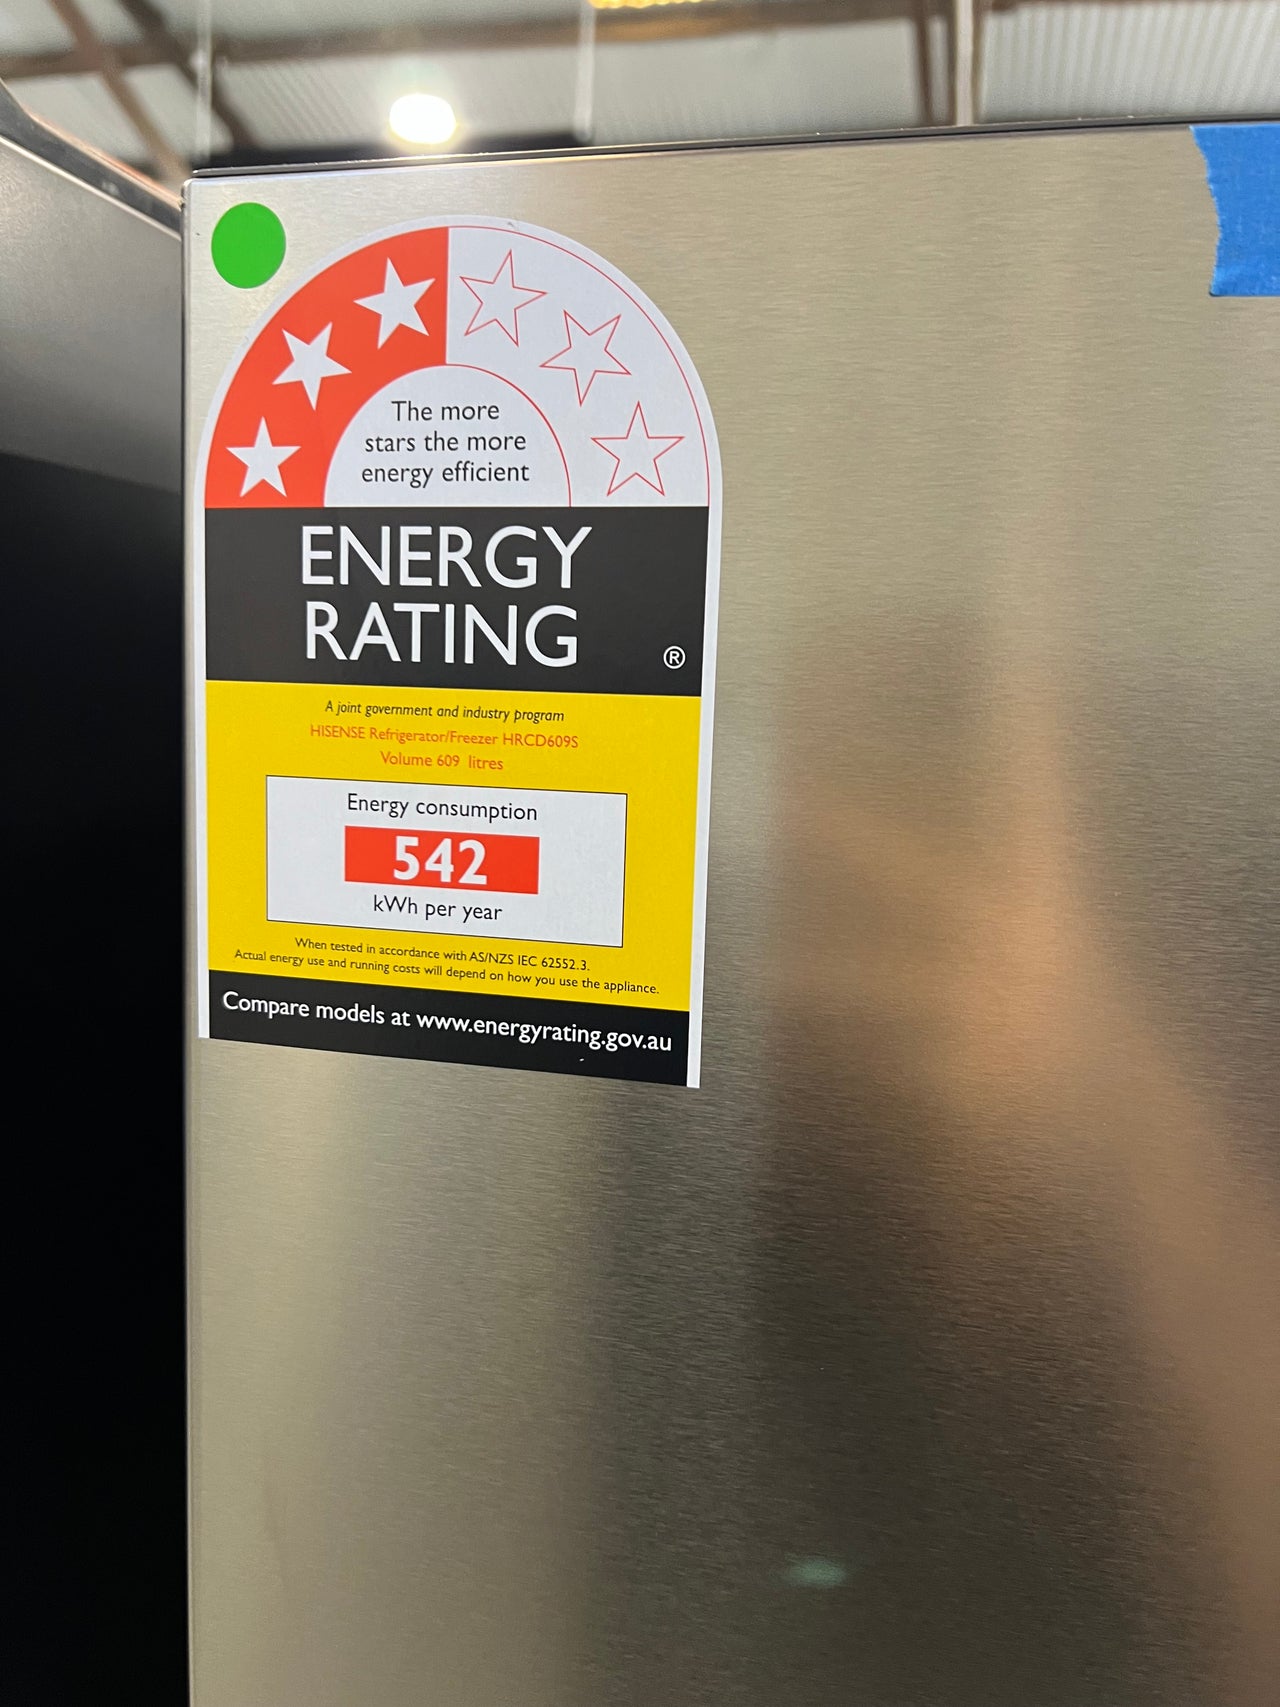 The more
stars the more
energy efficient
ENERGY
RATING
®
A joint government and industry program
HISENSE Refrigerator/Freezer HRCD609S
Volume 609 litres
Energy consumption
542
kWh per year
When tested in accordance with AS/NZS IEC 62552.3.
Actual energy use and running costs will depend on how you use the appliance.
Compare models at www.energyrating.gov.au